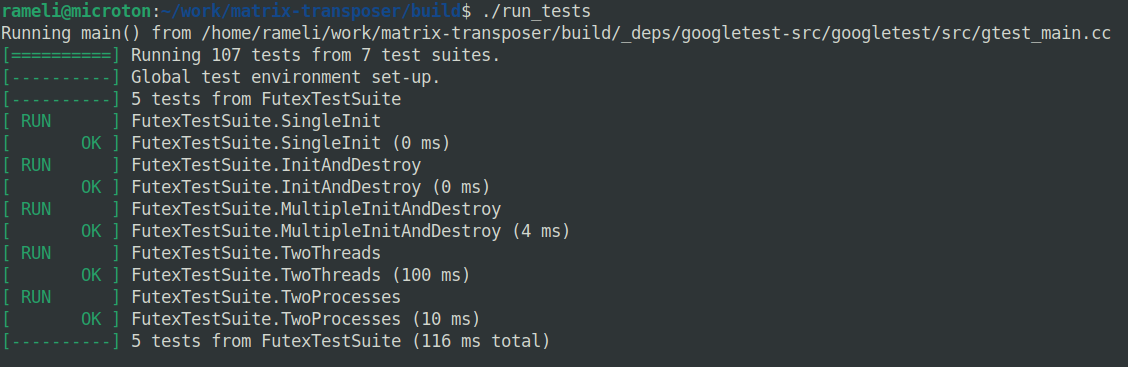 rameli@microton:~/work/matrix-transposer/build$ ./run_tests
Running main() from /home/rameli/work/matrix-transposer/build/_deps/googletest-src/googletest/src/gtest_main.cc
[==========] Running 107 tests from 7 test suites.
[----------] Global test environment set-up.
[----------] 5 tests from FutexTestSuite
[ RUN      ] FutexTestSuite.SingleInit
[       OK ] FutexTestSuite.SingleInit (0 ms)
[ RUN      ] FutexTestSuite.InitAndDestroy
[       OK ] FutexTestSuite.InitAndDestroy (0 ms)
[ RUN      ] FutexTestSuite.MultipleInitAndDestroy
[       OK ] FutexTestSuite.MultipleInitAndDestroy (4 ms)
[ RUN      ] FutexTestSuite.TwoThreads
[       OK ] FutexTestSuite.TwoThreads (100 ms)
[ RUN      ] FutexTestSuite.TwoProcesses
[       OK ] FutexTestSuite.TwoProcesses (10 ms)
[----------] 5 tests from FutexTestSuite (116 ms total)